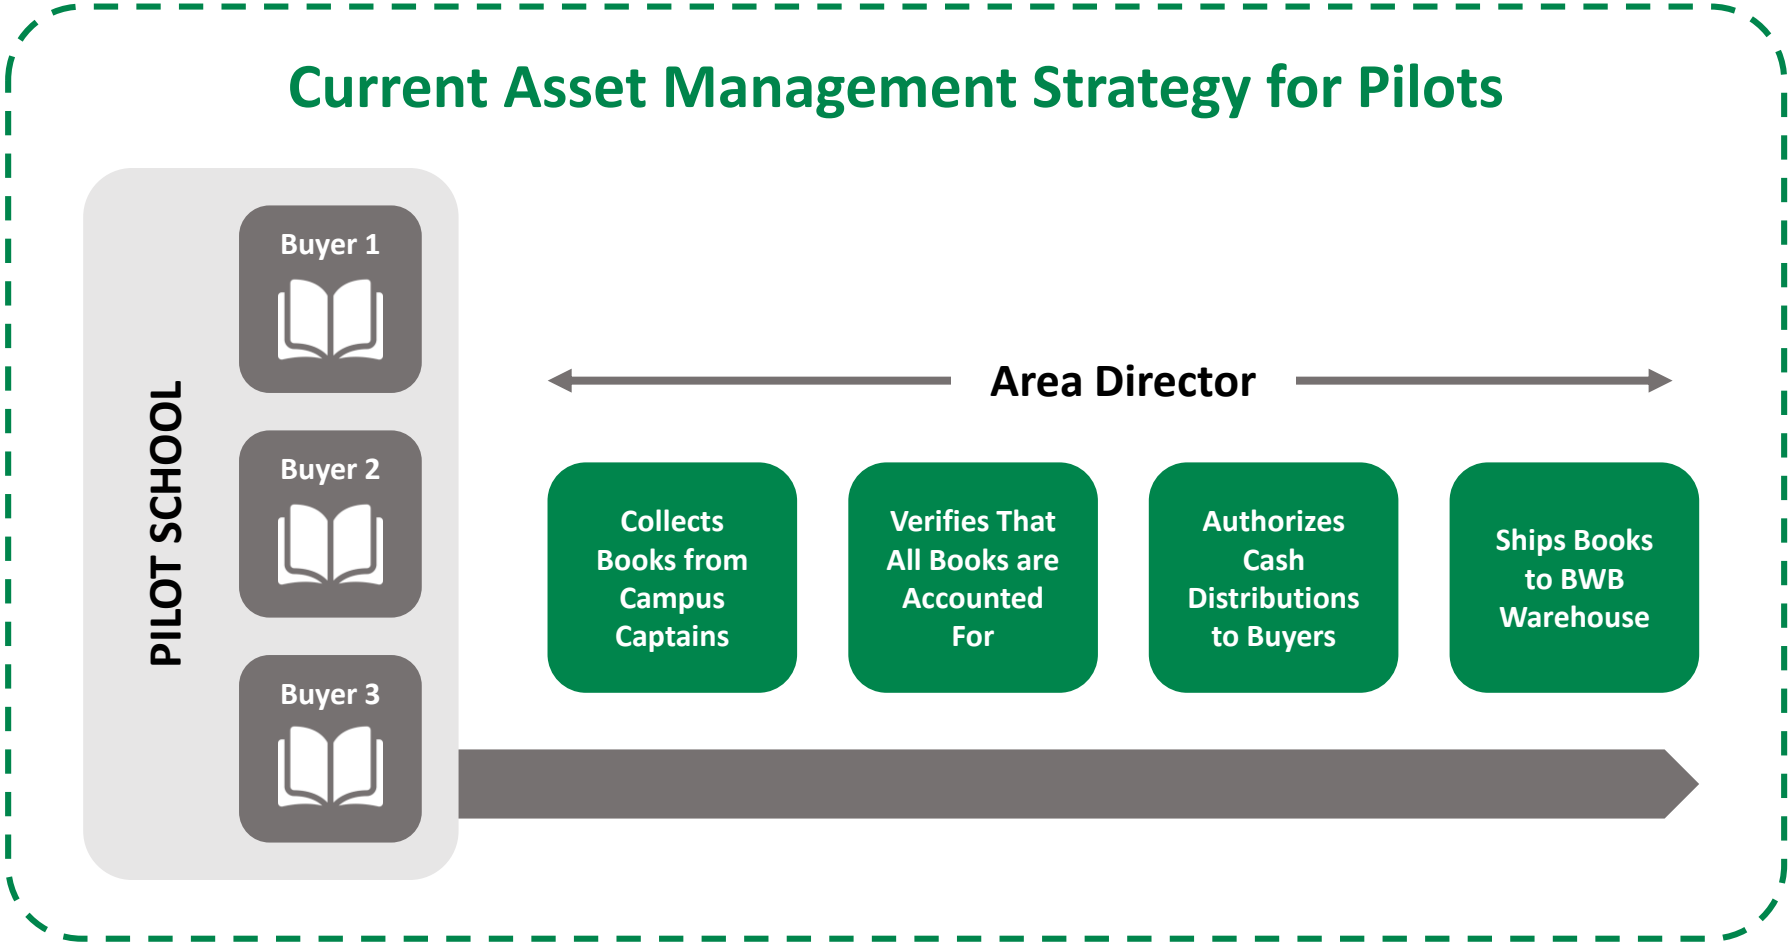 Current Asset Management Strategy for Pilots
PILOT SCHOOL
Buyer 1
Buyer 2
Buyer 3
Area Director
Collects
Books from
Campus
Captains
Verifies That
All Books are
Accounted
For
Authorizes
Cash
Distributions
to Buyers
Ships Books
to BWB
Warehouse